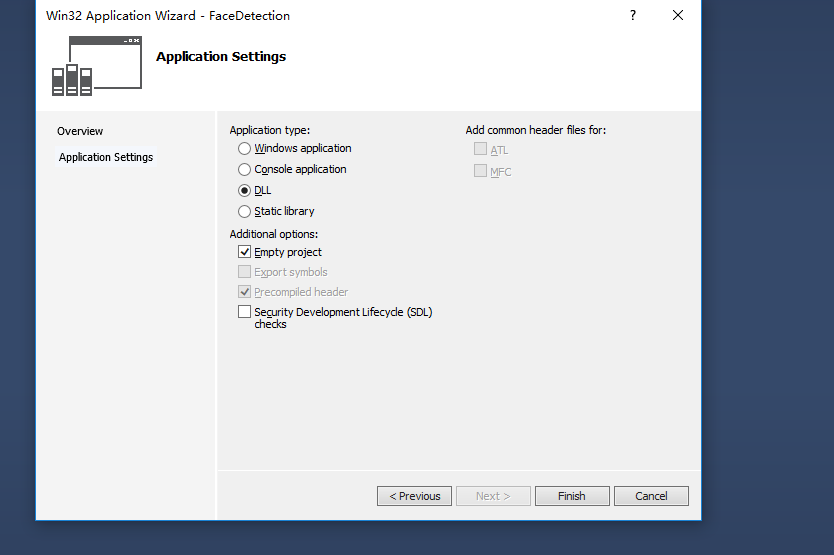 Win32 Application Wizard - FaceDetection
?
Application Settings
Overview
Application Settings
Application type:
Windows application
Console application
DLL
Static library
Additional options:
Empty project
Export symbols
Precompiled header
Security Development Lifecycle (SDL)
checks
Add common header files for:
ATL
MFC
< Previous
Next >
Finish
Cancel